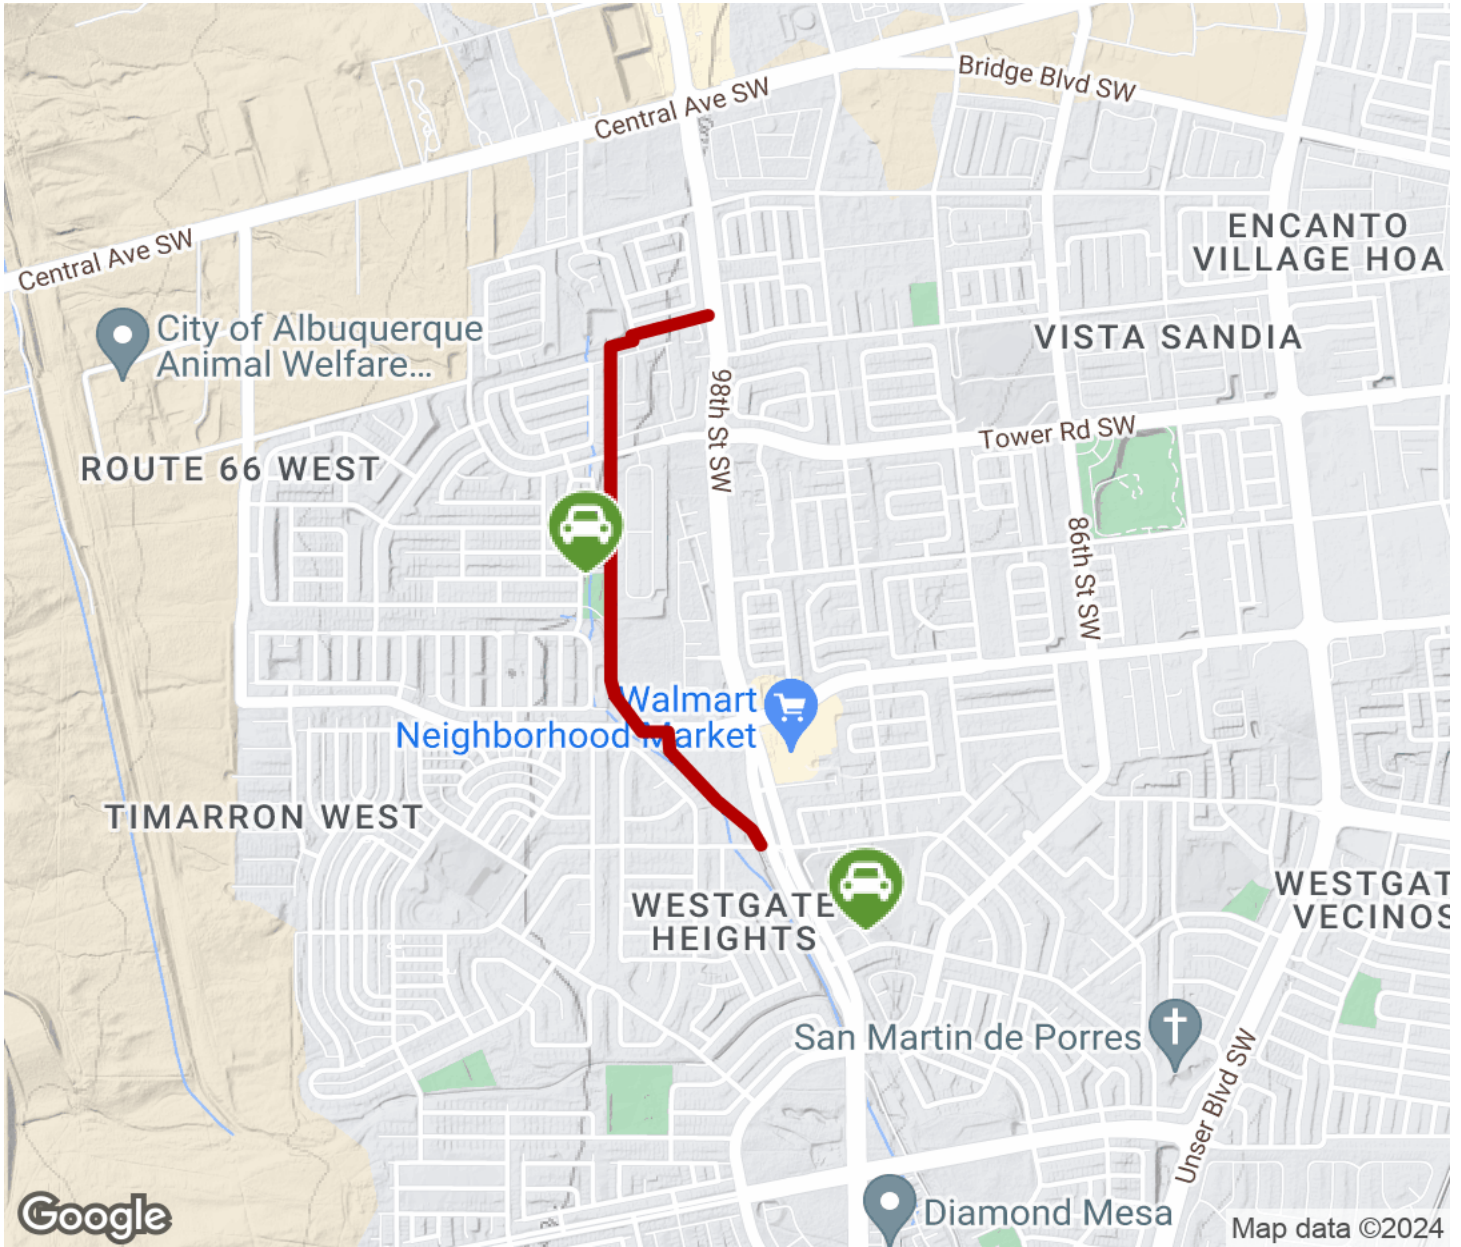 Bridge Blvd SW
Central Ave SW
Central Ave SW
ENCANTO
VILLAGE HOA
City of Albuquerque
Animal Welfare...
VISTA SANDIA
98th St SW
Tower Rd SW
ROUTE 66 WEST
86th St SW
Walmart
Neighborhood Market
TIMARRON WEST
WESTGATE
HEIGHTS
WESTGAT
VECINOS
San Martin de Porres
Unser Blvd SW
Diamond Mesa
Google
Map data ©2024